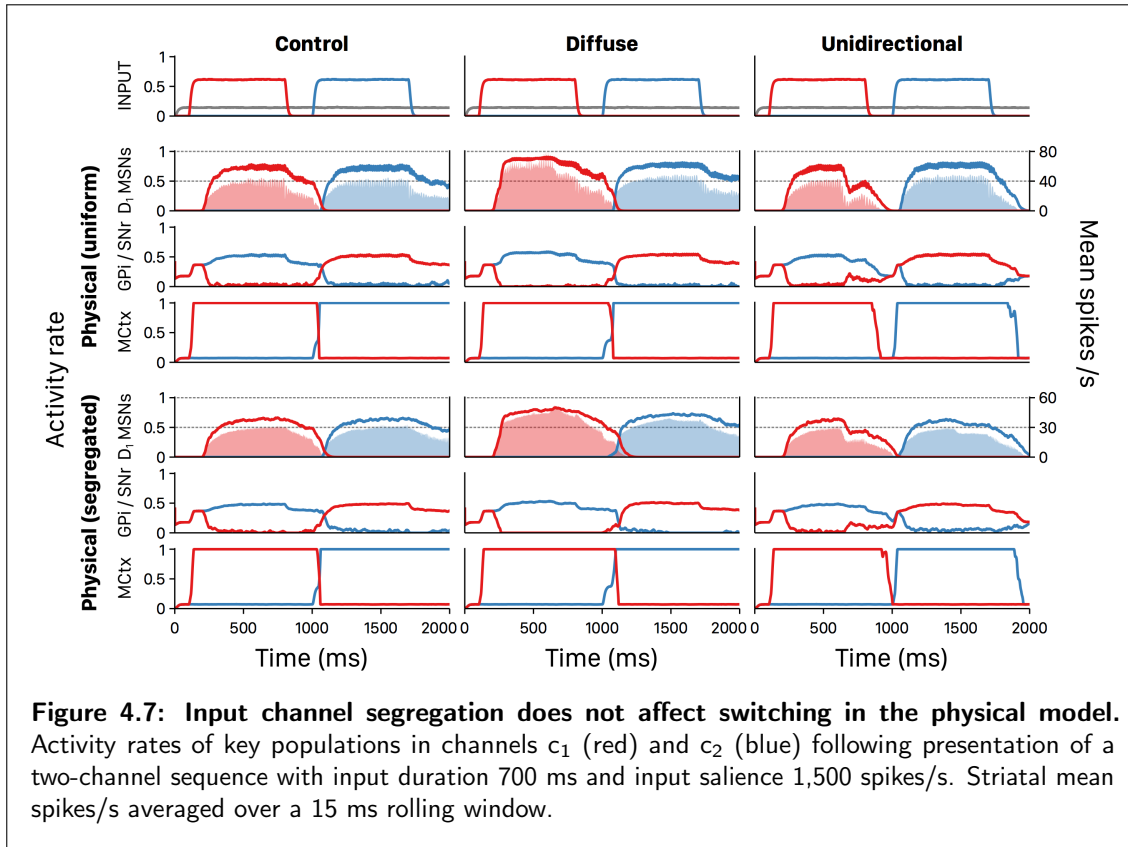 Control Diffuse Unidirectional
INPUT
1
0.5
0
Physical (uniform)
D₁ MSNs
1
0.5
0
80
40
0
GPi / SNr
1
0.5
0
MCtx
1
0.5
0
Activity rate
Mean spikes /s
Physical (segregated)
D₁ MSNs
1
0.5
0
60
30
0
GPi / SNr
1
0.5
0
MCtx
1
0.5
0
0 500 1000 1500 2000 0 500 1000 1500 2000 0 500 1000 1500 2000
Time (ms) Time (ms) Time (ms)
Figure 4.7: Input channel segregation does not affect switching in the physical model.
Activity rates of key populations in channels c₁ (red) and c₂ (blue) following presentation of a
two-channel sequence with input duration 700 ms and input salience 1,500 spikes/s. Striatal mean
spikes/s averaged over a 15 ms rolling window.